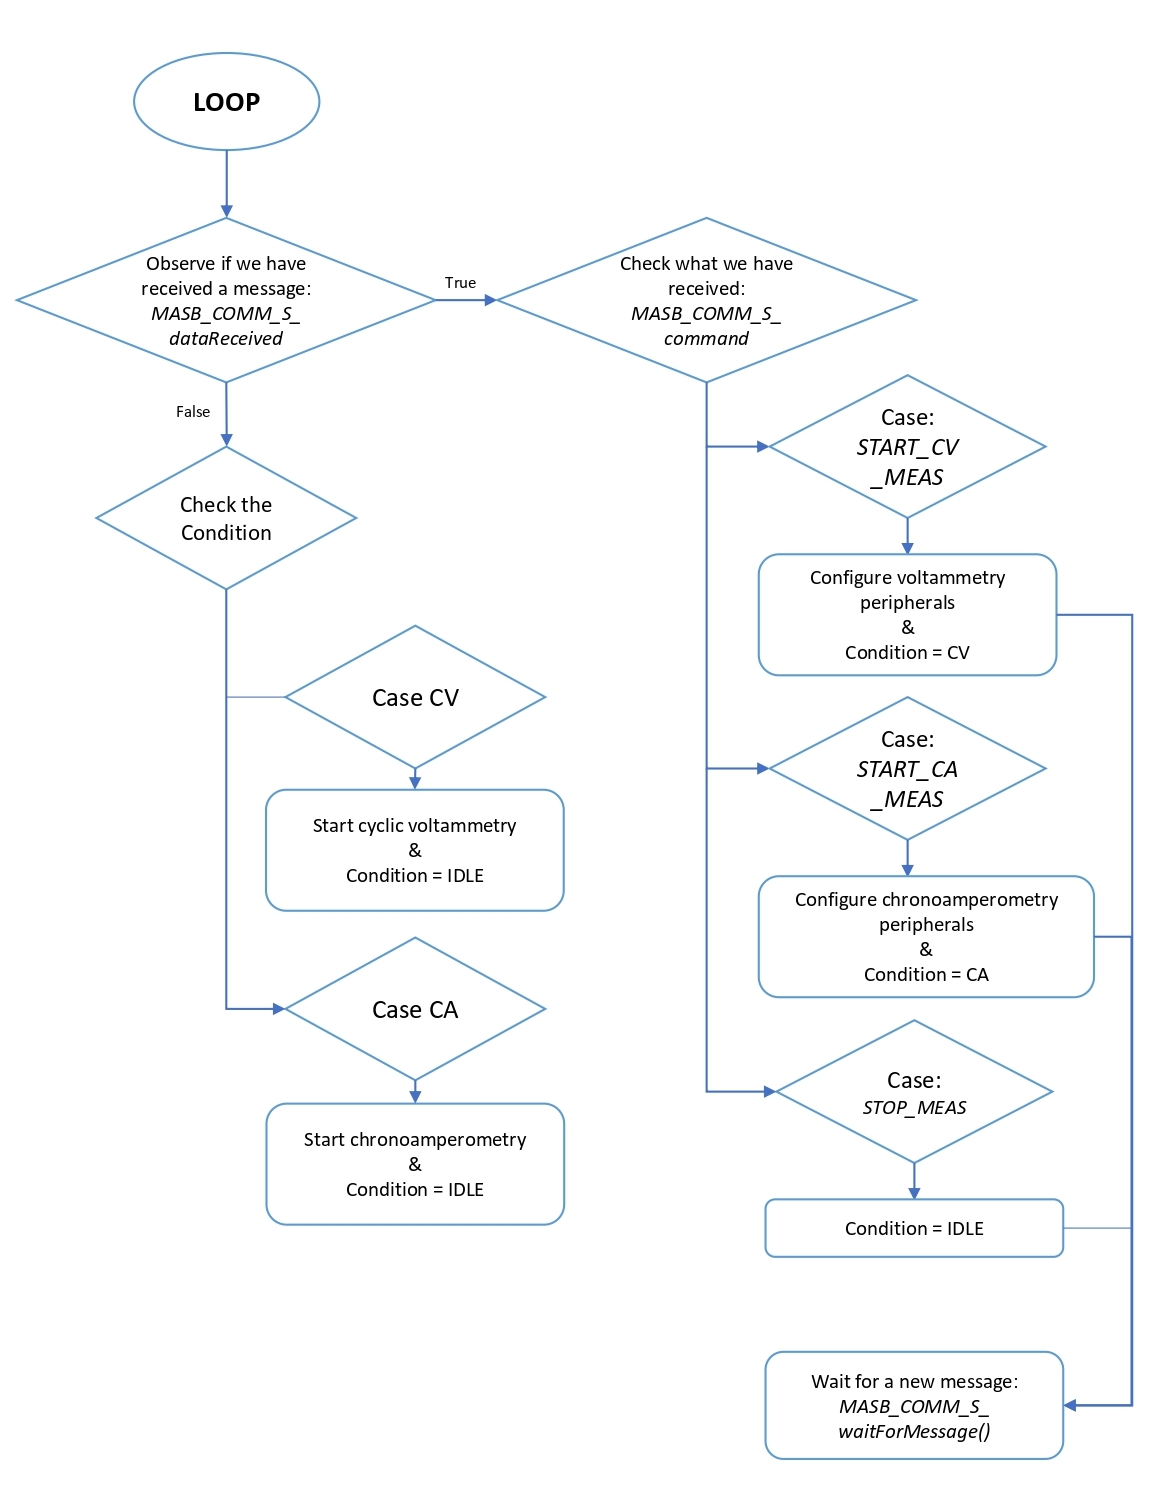 LOOP
Observe if we have
received a message:
MASB_COMM_S_
dataReceived
True
Check what we have
received:
MASB_COMM_S_
command
False
Check the
Condition
Case CV
Start cyclic voltammetry
&
Condition = IDLE
Case CA
Start chronoamperometry
&
Condition = IDLE
Case:
START_CV
_MEAS
Configure voltammetry
peripherals
&
Condition = CV
Case:
START_CA
_MEAS
Configure chronoamperometry
peripherals
&
Condition = CA
Case:
STOP_MEAS
Condition = IDLE
Wait for a new message:
MASB_COMM_S_
waitForMessage()